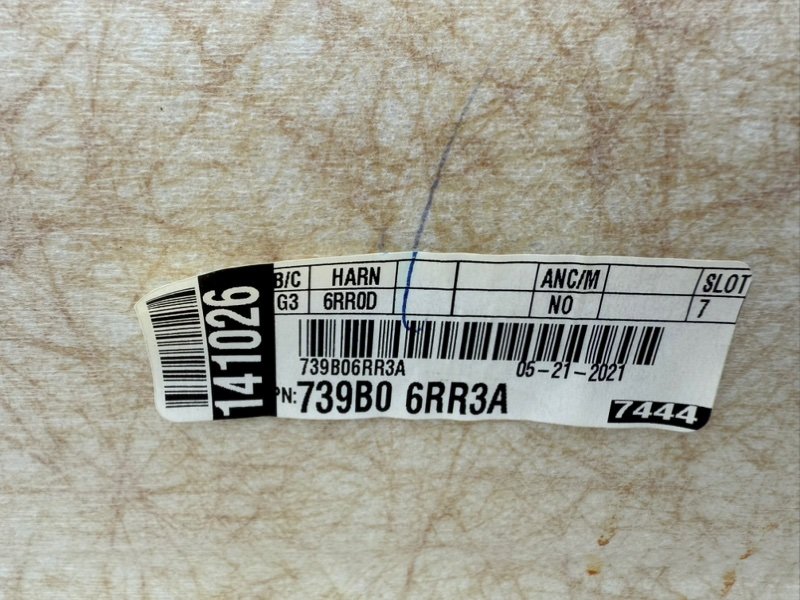 141026
B/C HARN ANC/M SLOT
G3 6RR0D NO 7
739B06RR3A 05-21-2021
PN: 739B0 6RR3A
7444